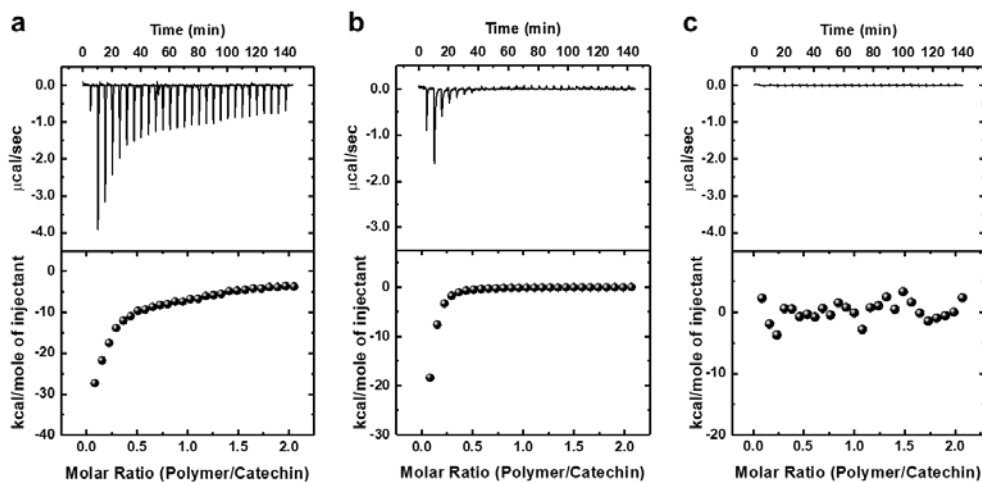 a
Time (min)
0 20 40 60 80 100 120 140
0.0
-1.0
-2.0
-3.0
-4.0
µcal/sec
0
-10
-20
-30
-40
kcal/mole of injectant
0.0 0.5 1.0 1.5 2.0
Molar Ratio (Polymer/Catechin)
b
Time (min)
0 20 40 60 80 100 120 140
0.0
-1.0
-2.0
-3.0
µcal/sec
0
-10
-20
-30
kcal/mole of injectant
0.0 0.5 1.0 1.5 2.0
Molar Ratio (Polymer/Catechin)
c
Time (min)
0 20 40 60 80 100 120 140
0.0
-1.0
-2.0
-3.0
µcal/sec
0
-10
-20
kcal/mole of injectant
0.0 0.5 1.0 1.5 2.0
Molar Ratio (Polymer/Catechin)